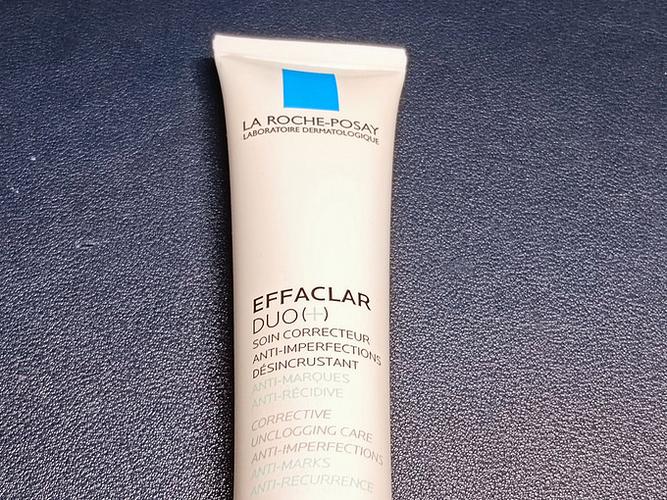 LA ROCHE-POSAY
LABORATOIRE DERMATOLOGIQUE
EFFACLAR
DUO(+)
SOIN CORRECTEUR
ANTI-IMPERFECTIONS
DÉSINCRUSTANT
ANTI-MARQUES
ANTI-RÉCIDIVE
CORRECTIVE
UNCLOGGING CARE
ANTI-IMPERFECTIONS
ANTI-MARKS
ANTI-RECURRENCE